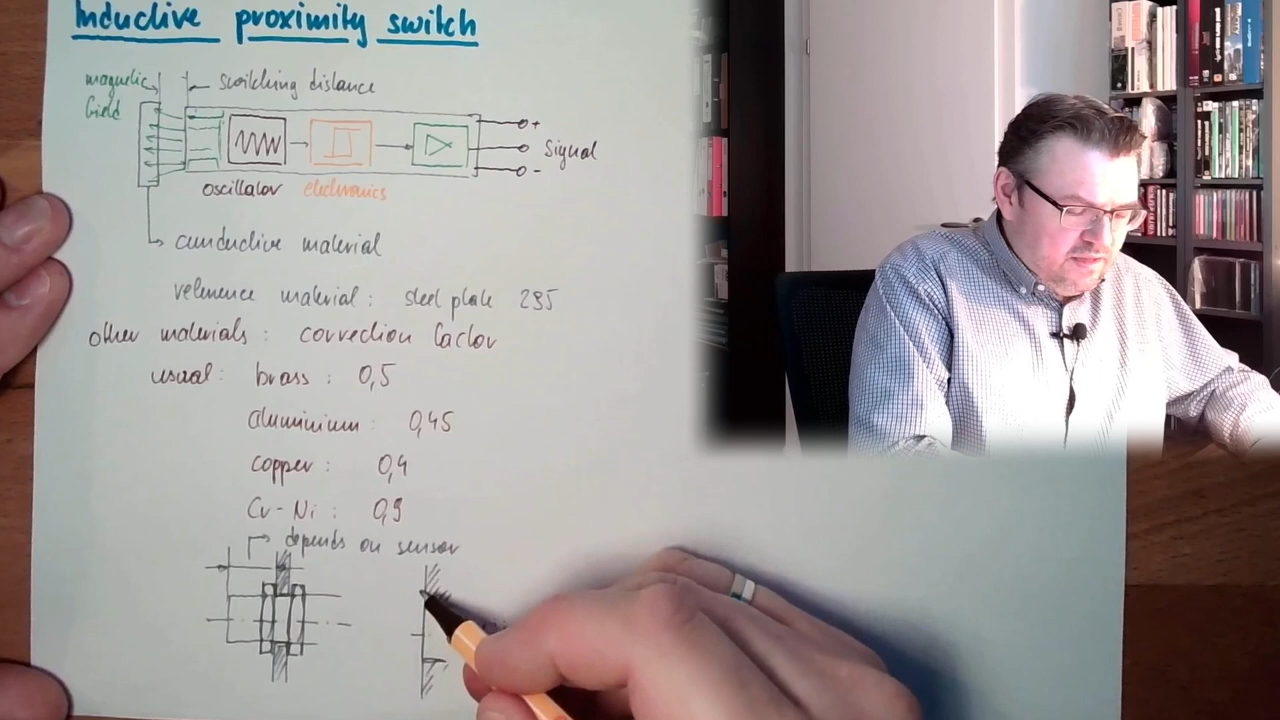 Inductive proximity switch
magnetic field
switching distance
+
Signal
-
oscillator electronics
conductive material
reference material: steel plate 235
other materials: correction factor
usual: brass: 0,5
aluminium: 0,45
copper: 0,4
Cr-Ni: 0,9
depends on sensor